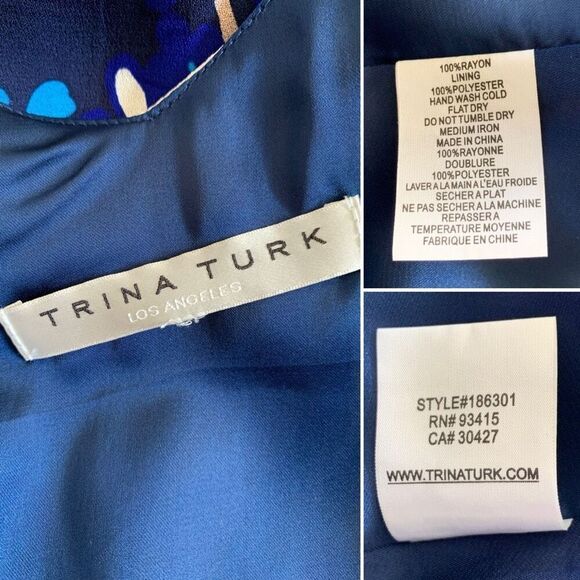 TRINA TURK
LOS ANGELES
100%RAYON
LINING
100%POLYESTER
HAND WASH COLD
FLAT DRY
DO NOT TUMBLE DRY
MEDIUM IRON
MADE IN CHINA
100%RAYONNE
DOUBLURE
100%POLYESTER
LAVER A LA MAIN A L'EAU FROIDE
SECHER A PLAT
NE PAS SECHER A LA MACHINE
REPASSER A
TEMPERATURE MOYENNE
FABRIQUE EN CHINE
STYLE#186301
RN# 93415
CA# 30427
WWW.TRINATURK.COM